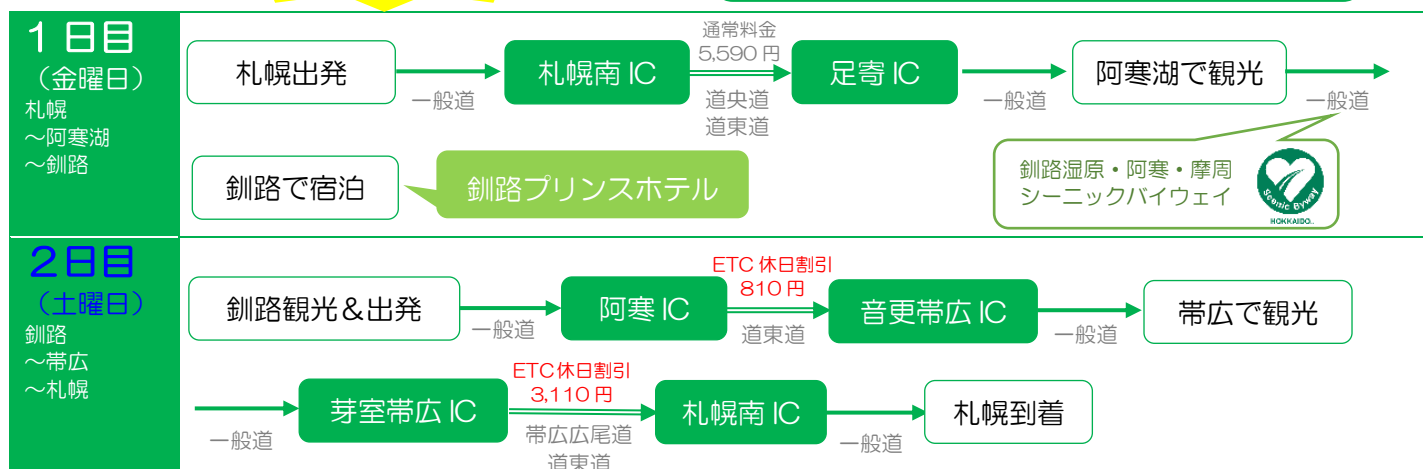 1日目
（金曜日）
札幌
～阿寒湖
～釧路
札幌出発
一般道
札幌南 IC
通常料金
5,590 円
道央道
道東道
足寄 IC
一般道
阿寒湖で観光
一般道
釧路湿原・阿寒・摩周
シーニックバイウェイ
Scenic Byway
HOKKAIDO..
釧路で宿泊
釧路プリンスホテル
2日目
（土曜日）
釧路
～帯広
～札幌
釧路観光＆出発
一般道
阿寒 IC
ETC 休日割引
810 円
道東道
音更帯広 IC
一般道
帯広で観光
一般道
芽室帯広 IC
ETC休日割引
3,110 円
帯広広尾道
道東道
札幌南 IC
一般道
札幌到着